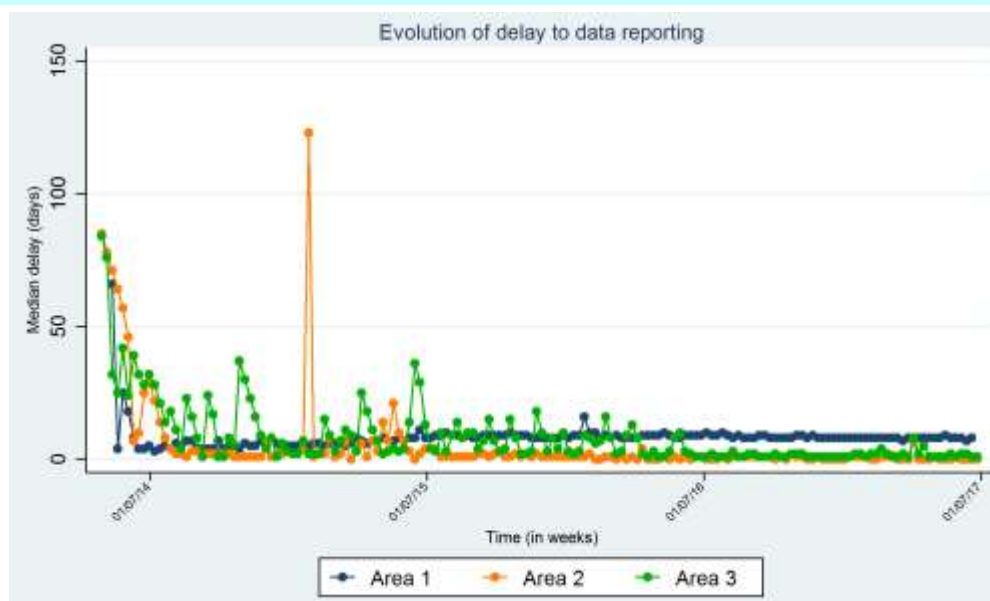 Evolution of delay to data reporting
Median delay (days)
150
100
50
0
01/07/14
01/07/15
01/07/16
01/07/17
Time (in weeks)
Area 1
Area 2
Area 3